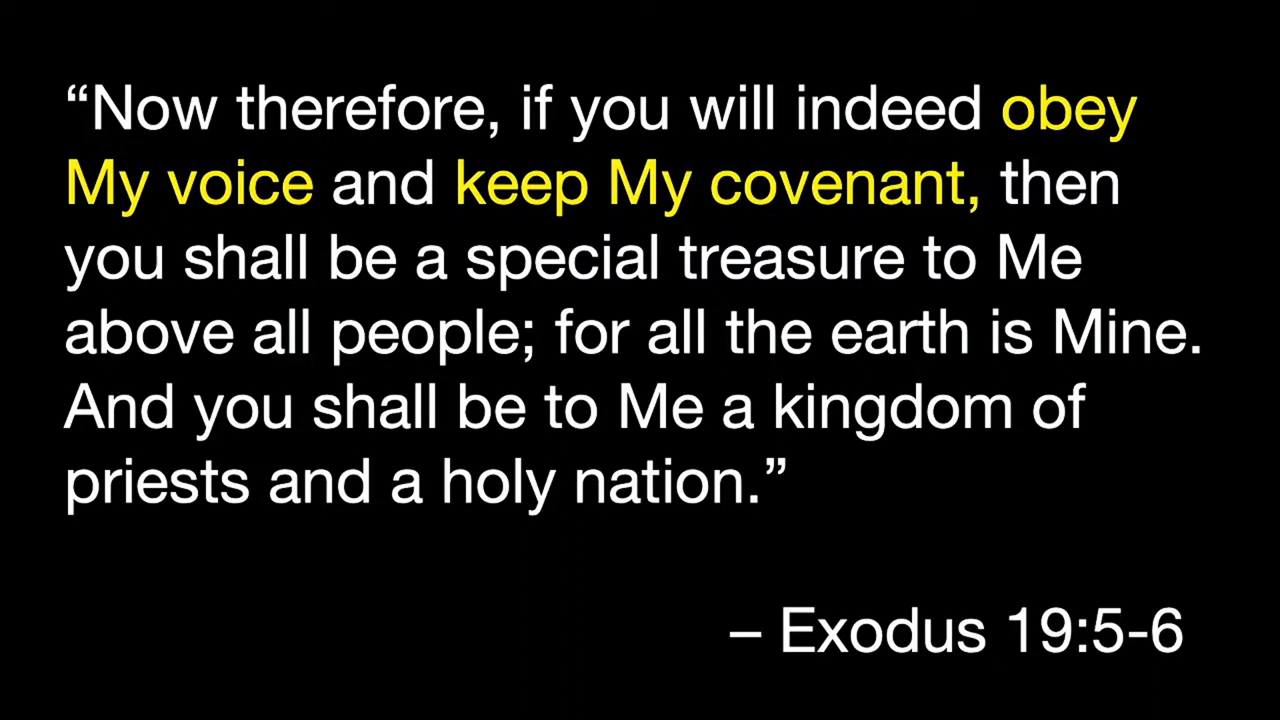 “Now therefore, if you will indeed obey
My voice and keep My covenant, then
you shall be a special treasure to Me
above all people; for all the earth is Mine.
And you shall be to Me a kingdom of
priests and a holy nation.”
– Exodus 19:5-6